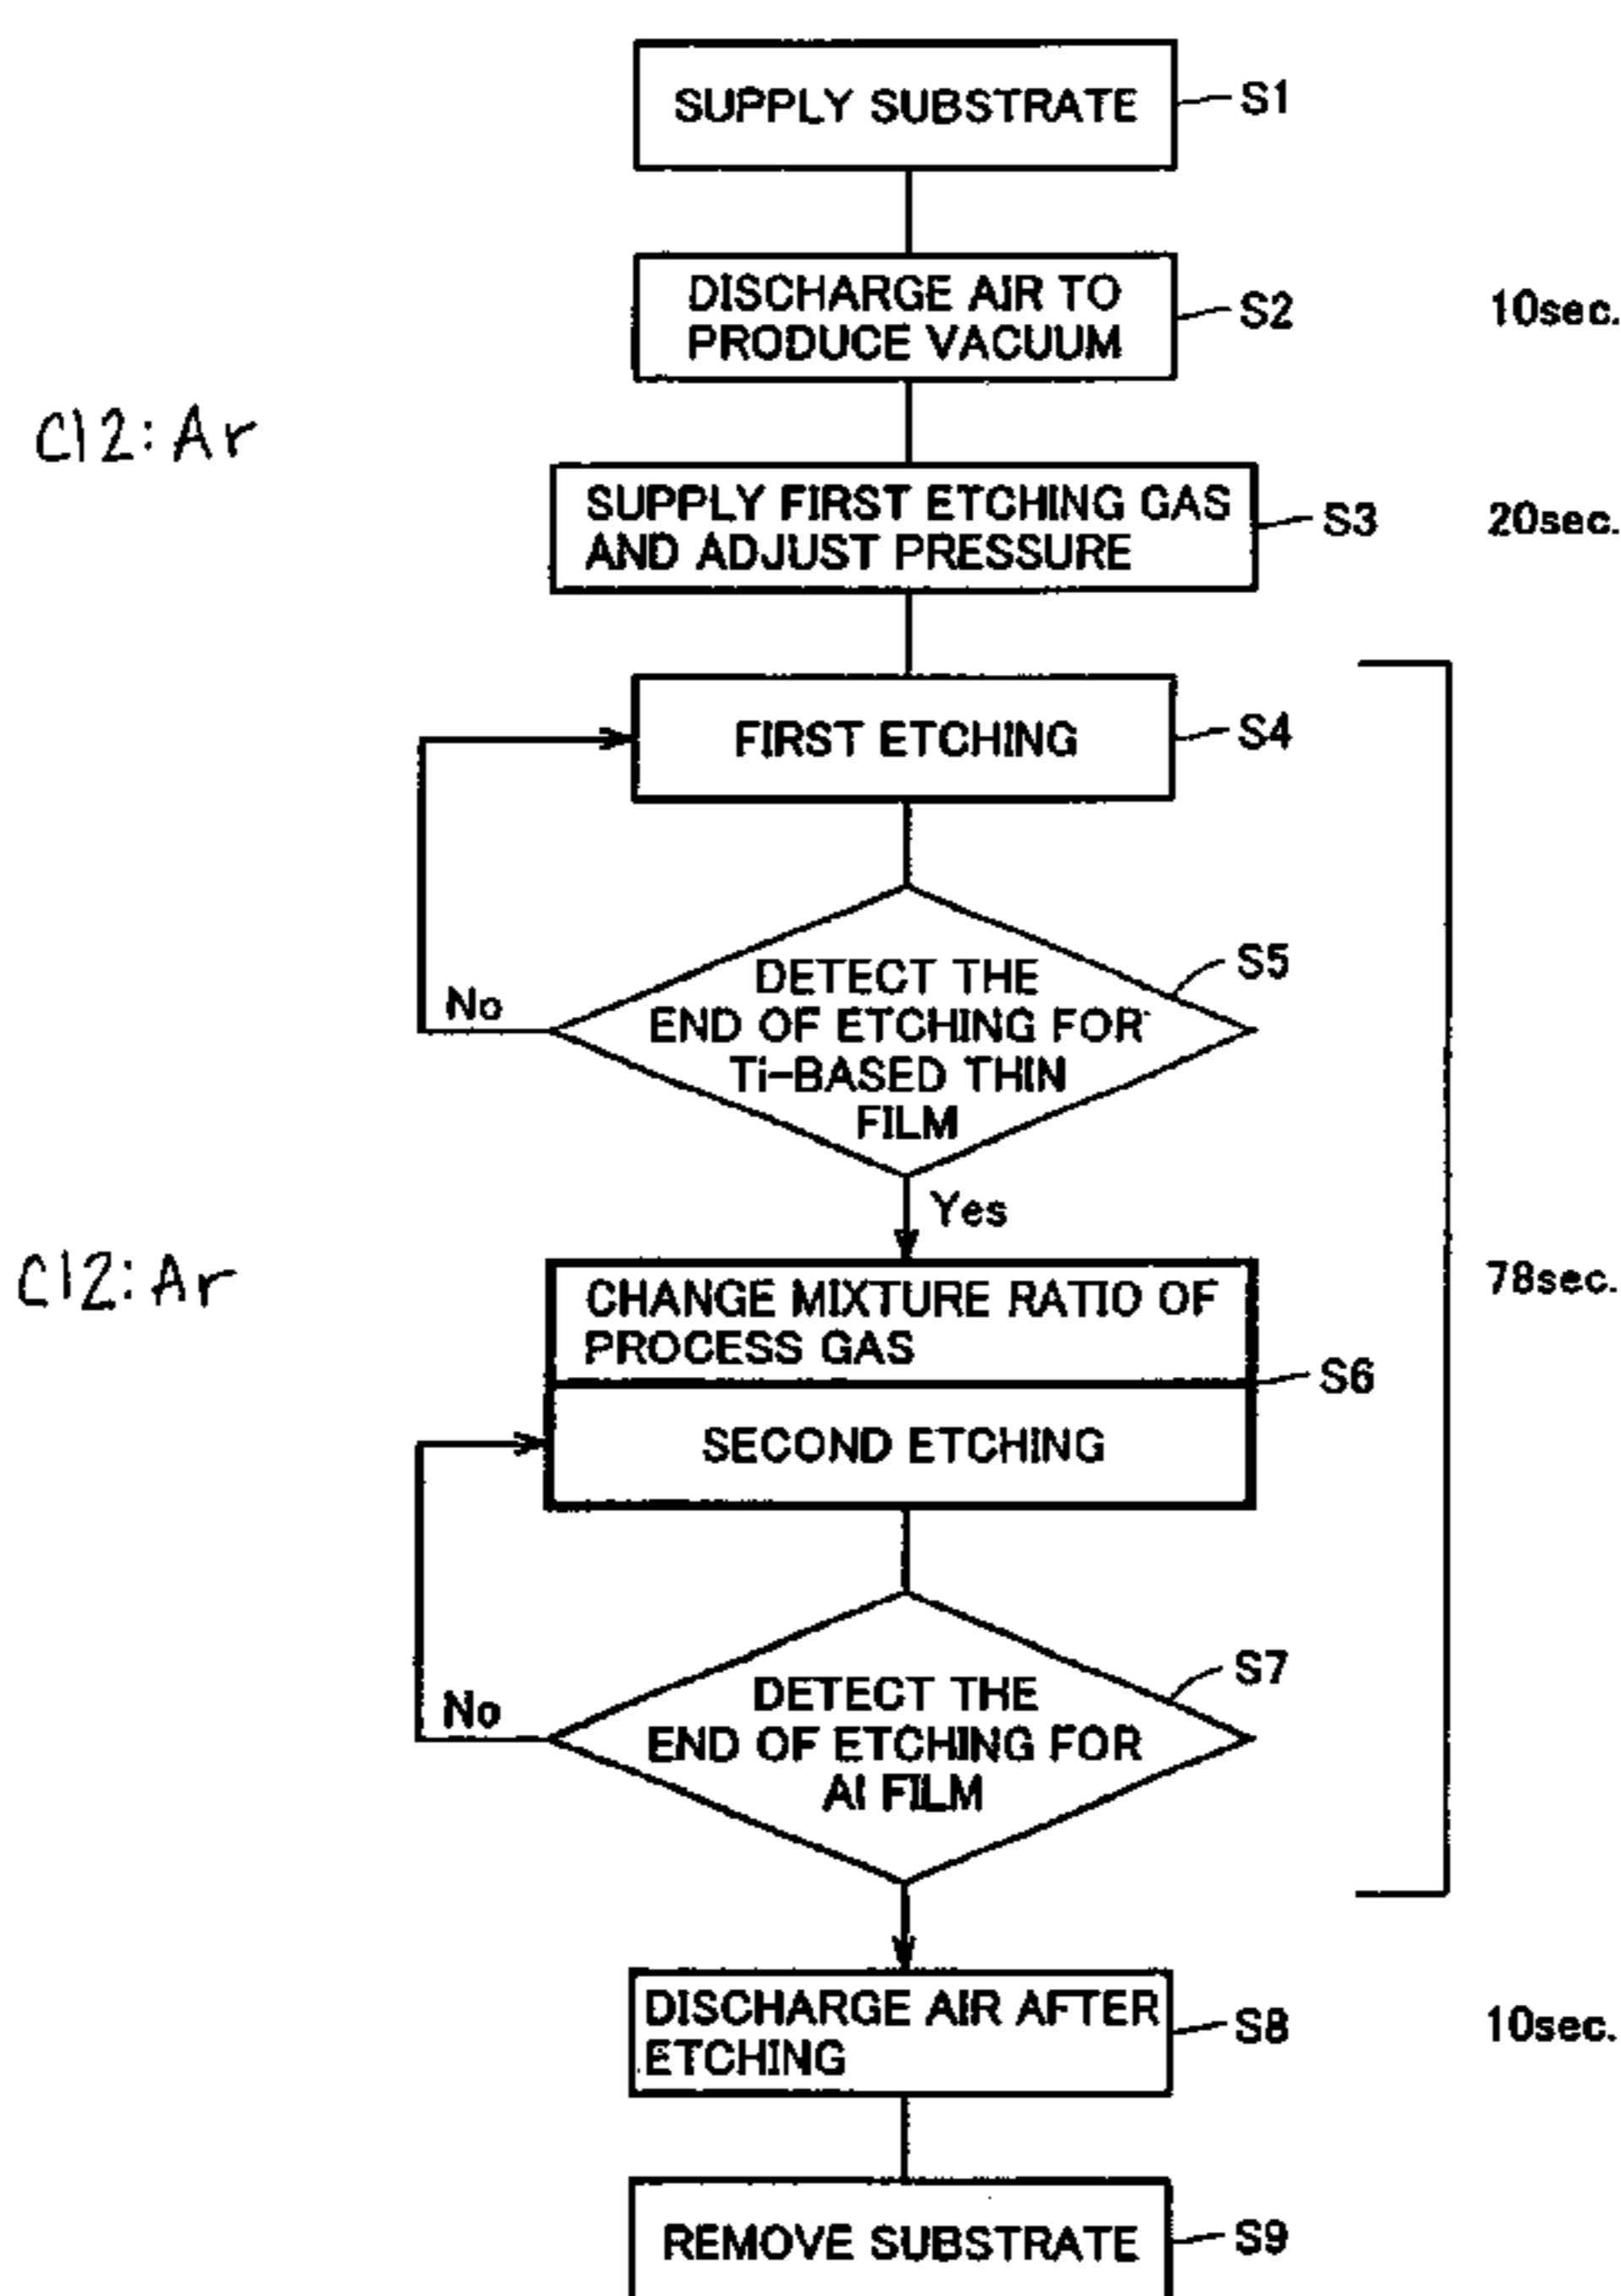 SUPPLY SUBSTRATE
S1
DISCHARGE AIR TO
PRODUCE VACUUM
S2
10sec.
Cl2:Ar
SUPPLY FIRST ETCHING GAS
AND ADJUST PRESSURE
S3
20sec.
FIRST ETCHING
S4
DETECT THE
END OF ETCHING FOR
Ti-BASED THIN
FILM
S5
No
Yes
Cl2:Ar
CHANGE MIXTURE RATIO OF
PROCESS GAS
78sec.
S6
SECOND ETCHING
DETECT THE
END OF ETCHING FOR
Al FILM
S7
No
DISCHARGE AIR AFTER
ETCHING
S8
10sec.
REMOVE SUBSTRATE
S9